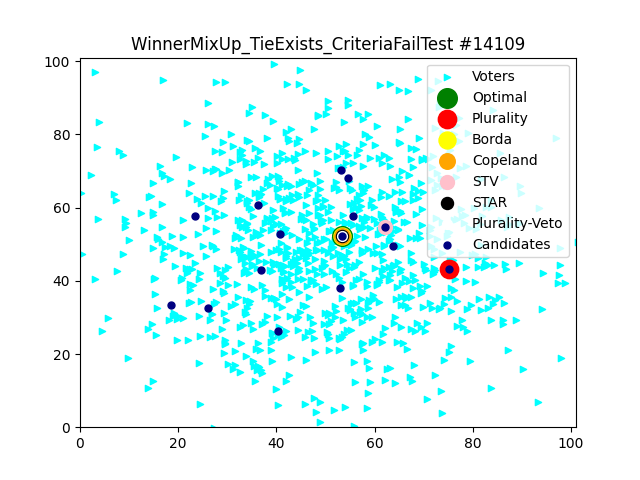 WinnerMixUp_TieExists_CriteriaFailTest #14109
Voters
Optimal
Plurality
Borda
Copeland
STV
STAR
Plurality-Veto
Candidates
100
80
60
40
20
0
0 20 40 60 80 100